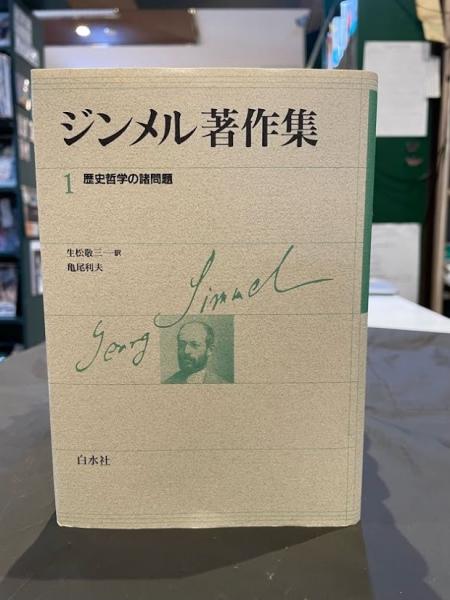 ジンメル著作集
1 歴史哲学の諸問題
生松敬三 訳
亀尾利夫
Georg Simmel
白水社